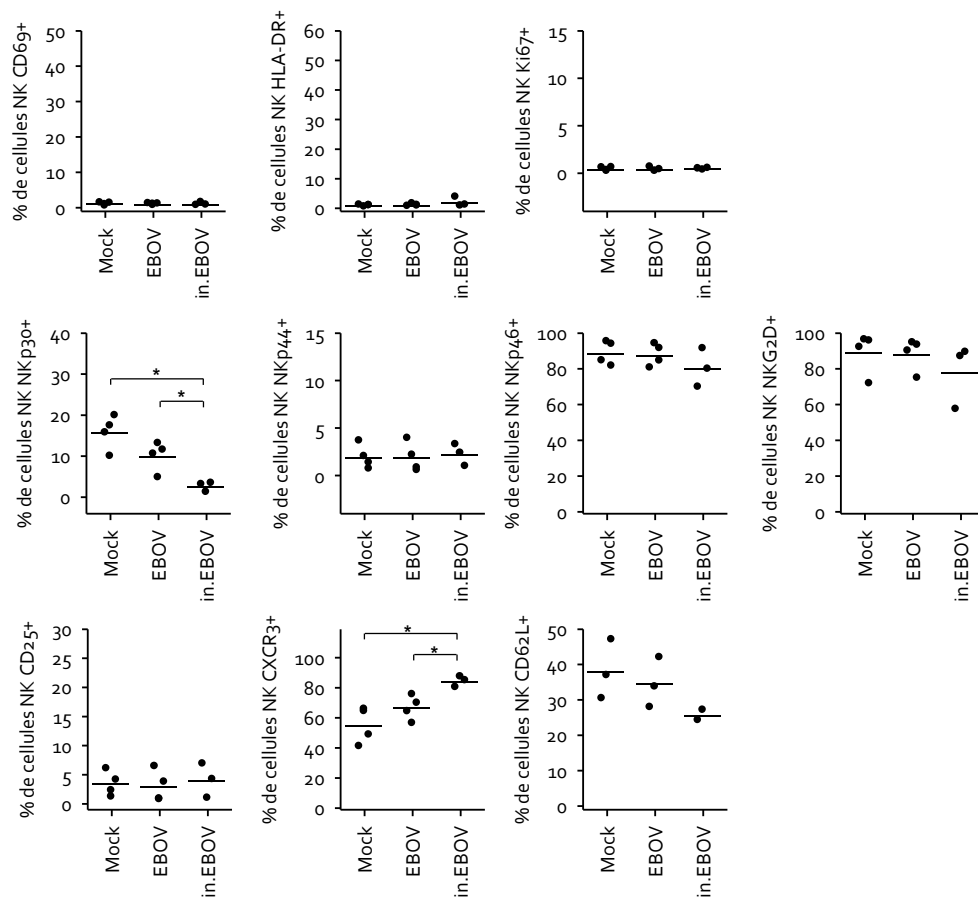 % de cellules NK CD69+
50
40
30
20
10
0
Mock
EBOV
in.EBOV
% de cellules NK HLA-DR+
60
50
40
30
20
10
0
Mock
EBOV
in.EBOV
% de cellules NK Ki67+
15
10
5
0
Mock
EBOV
in.EBOV
% de cellules NK NKp30+
40
30
20
10
0
*
*
Mock
EBOV
in.EBOV
% de cellules NK NKp44+
15
10
5
0
Mock
EBOV
in.EBOV
% de cellules NK NKp46+
100
80
60
40
20
0
Mock
EBOV
in.EBOV
% de cellules NK NKG2D+
100
80
60
40
20
0
Mock
EBOV
in.EBOV
% de cellules NK CD25+
30
25
20
15
10
5
0
Mock
EBOV
in.EBOV
% de cellules NK CXCR3+
100
80
60
40
20
0
*
*
Mock
EBOV
in.EBOV
% de cellules NK CD62L+
50
40
30
20
10
0
Mock
EBOV
in.EBOV